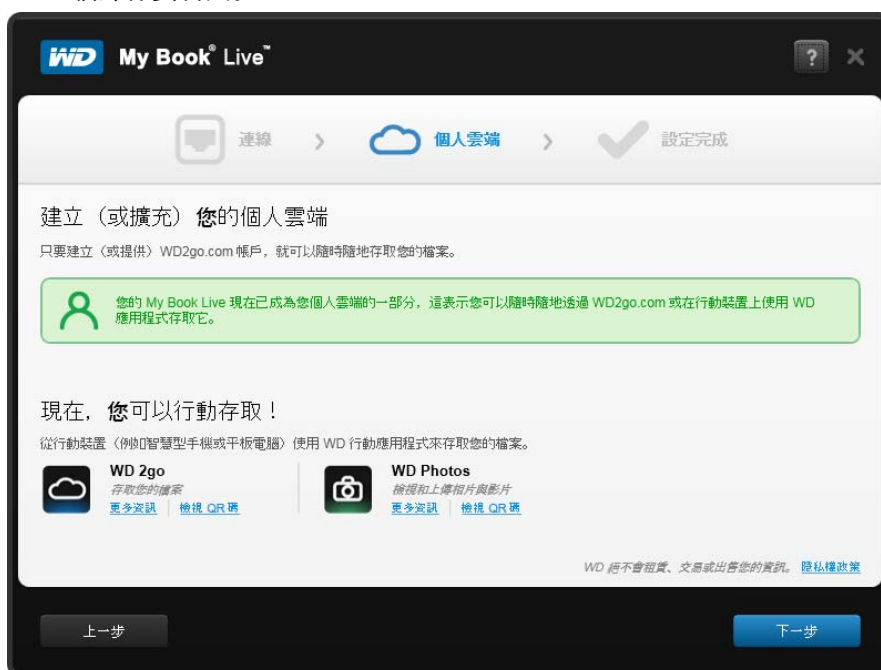 WD My Book® Live™
?
連線 > 個人雲端 > 設定完成
建立（或擴充）您的個人雲端
只要建立（或提供）WD2go.com 帳戶，就可以隨時隨地存取您的檔案。
您的 My Book Live 現在已成為您個人雲端的一部分，這表示您可以隨時隨地透過 WD2go.com 或在行動裝置上使用 WD
應用程式存取它。
現在，您可以行動存取！
從行動裝置（例如智慧型手機或平板電腦）使用 WD 行動應用程式來存取您的檔案。
WD 2go
存取您的檔案
更多資訊 | 檢視 QR 碼
WD Photos
檢視和上傳相片與影片
更多資訊 | 檢視 QR 碼
WD 絕不會租賃、交易或出售您的資訊。 隱私權政策
上一步
下一步